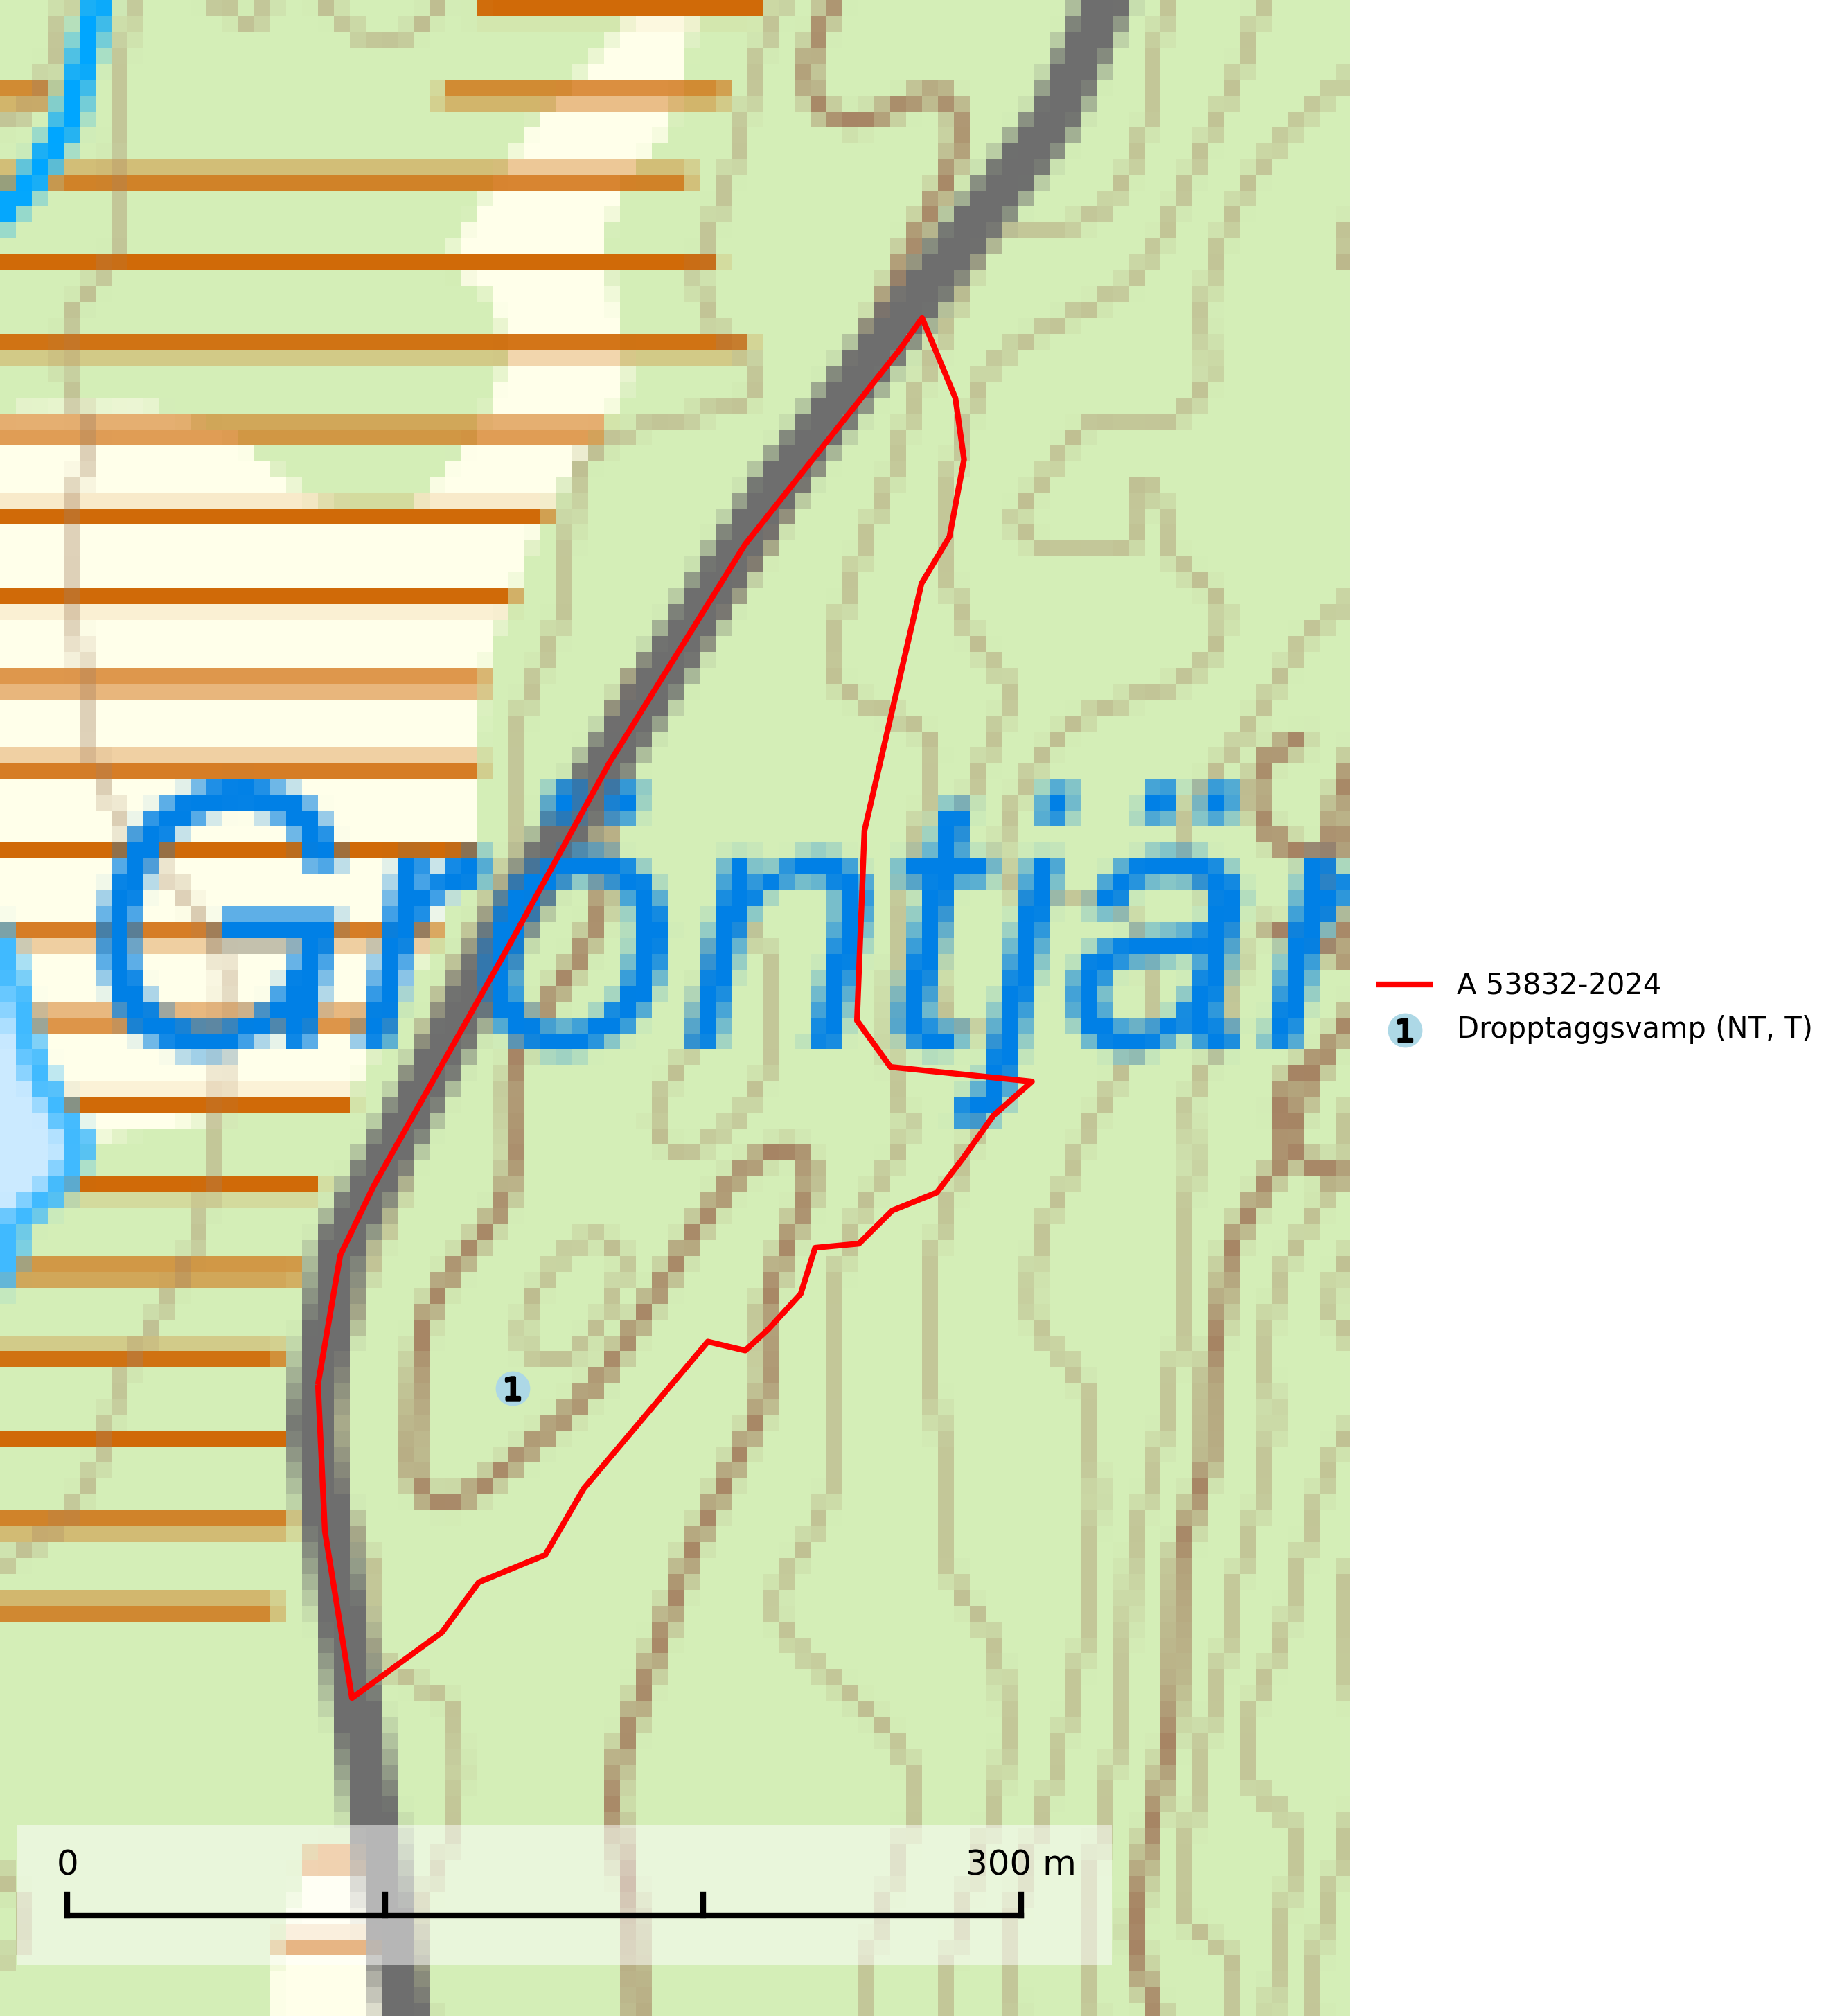 Gröntjär
A 53832-2024
1 Dropptaggsvamp (NT, T)
1
0 300 m